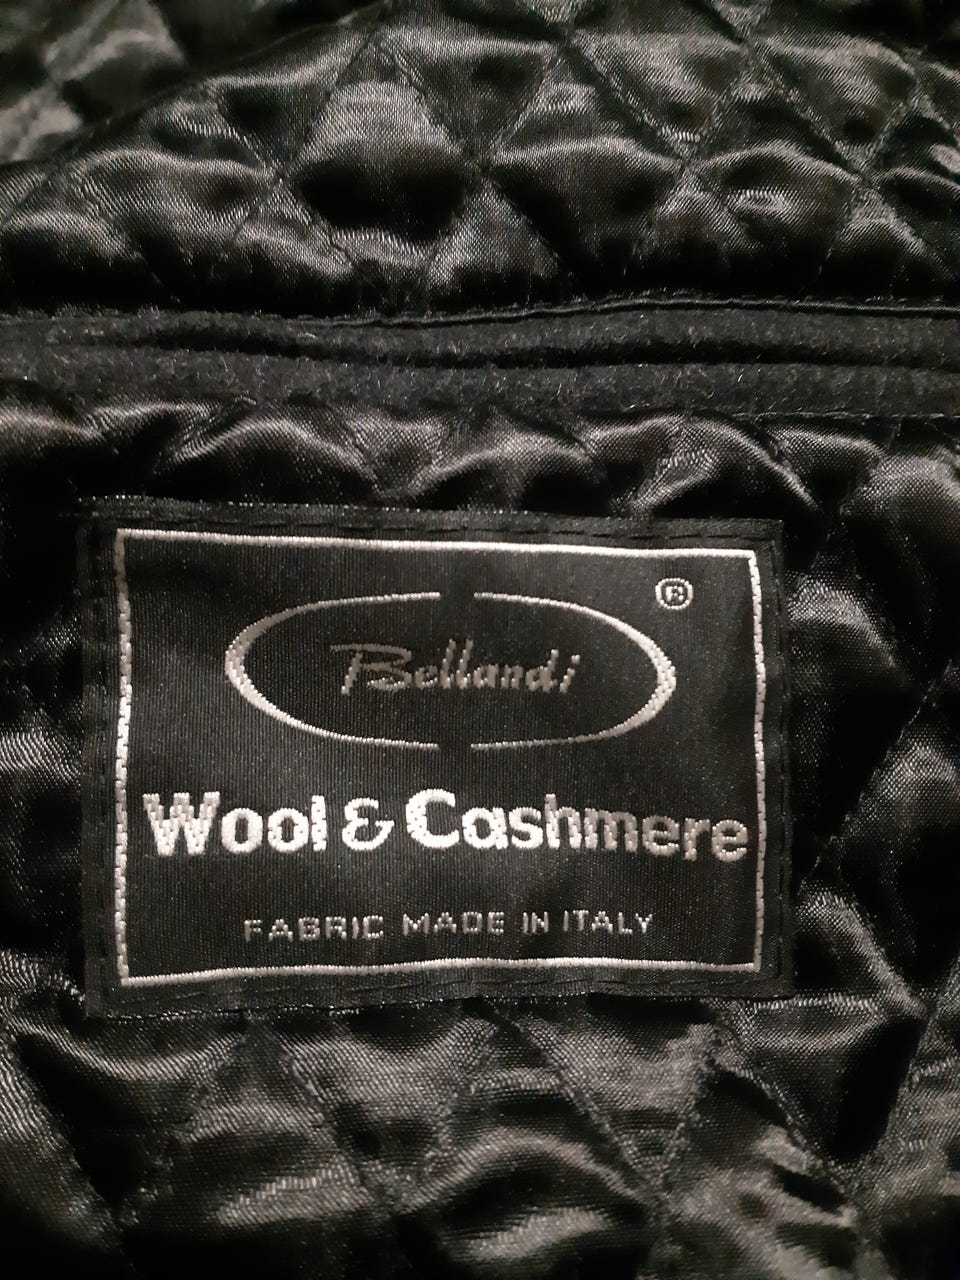 ®
Bellandi
Wool & Cashmere
FABRIC MADE IN ITALY